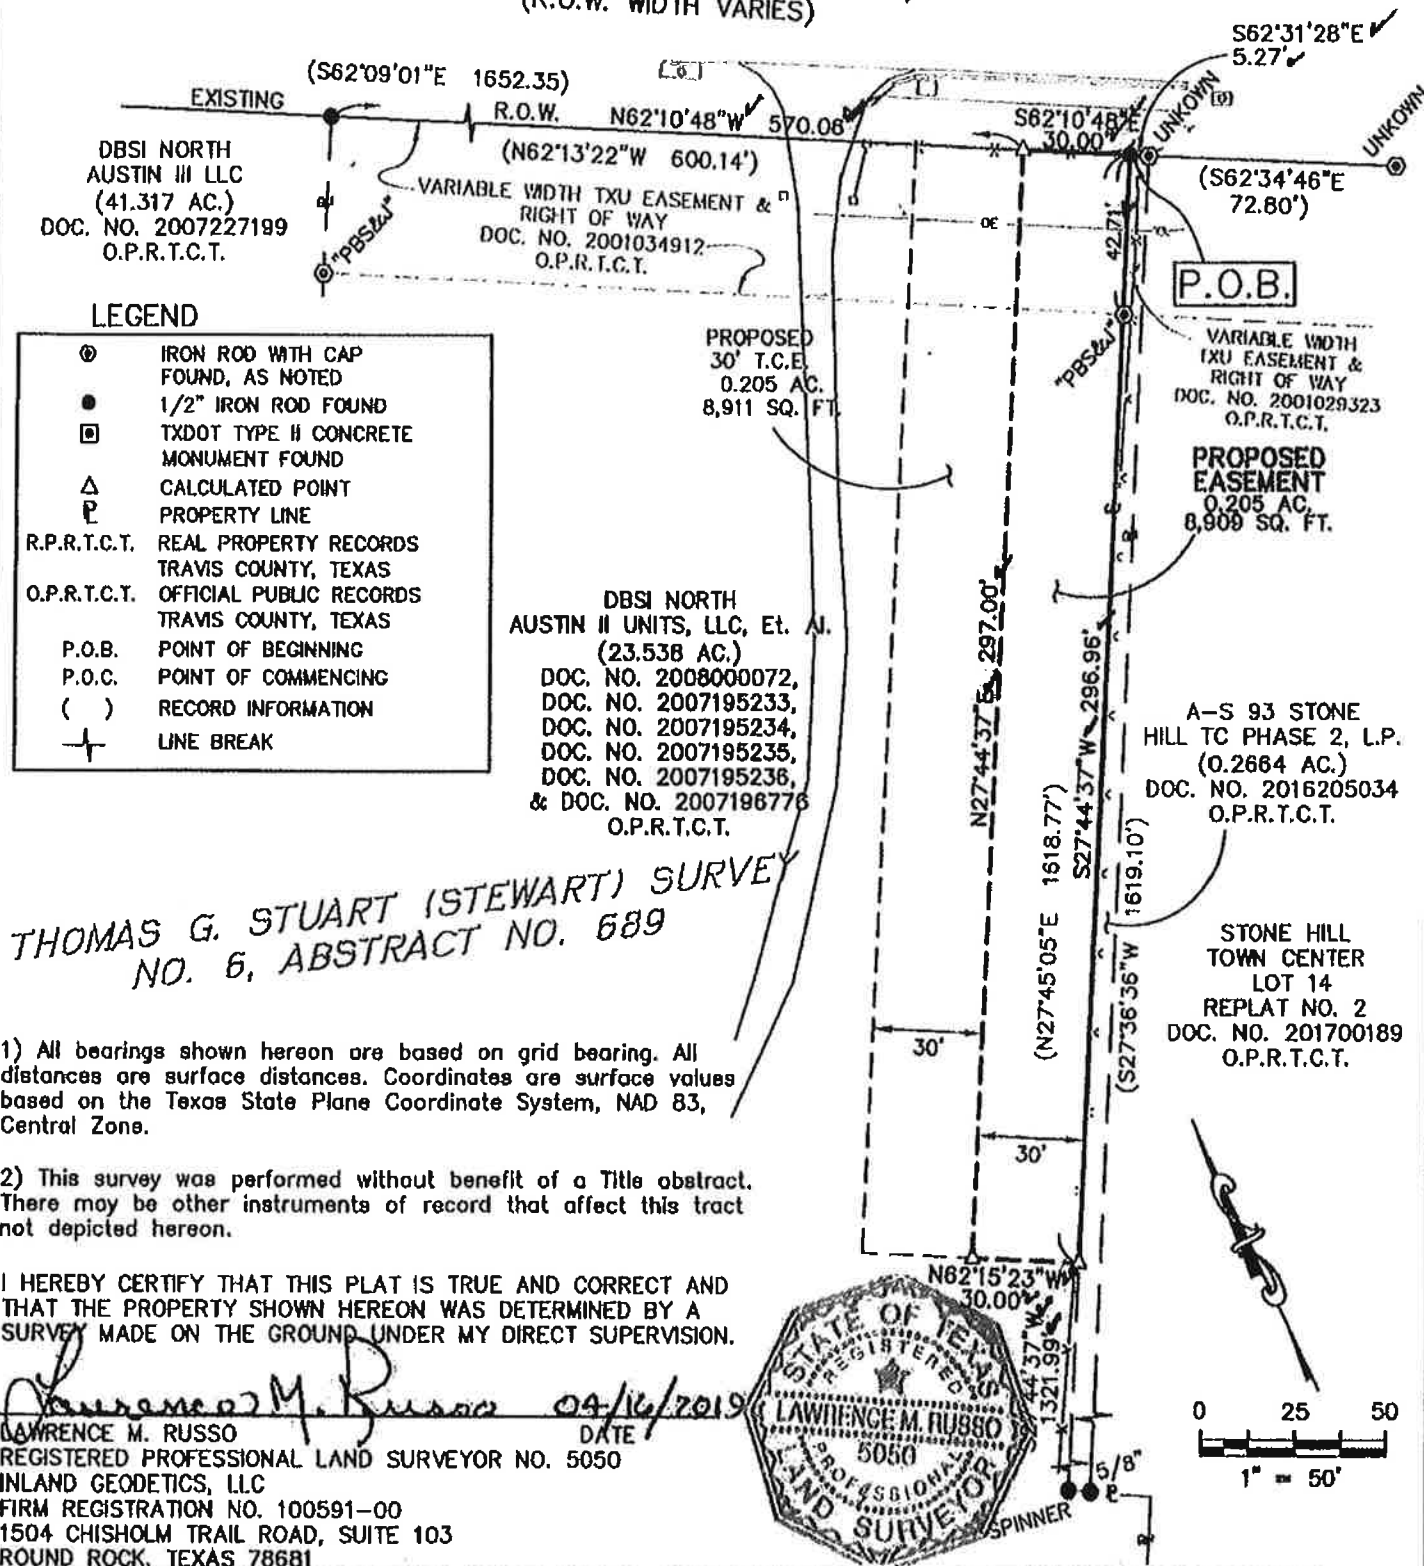 (R.O.W. WIDTH VARIES)
S62°31'28"E
5.27'
(S62°09'01"E 1652.35)
EXISTING
R.O.W.
N62°10'48"W 570.08'
S62°10'48"E
30.00'
UNKOWN
UNKOWN
(N62°13'22"W 600.14')
(S62°34'46"E
72.80')
DBSI NORTH
AUSTIN III LLC
(41.317 AC.)
DOC. NO. 2007227199
O.P.R.T.C.T.
"PBS&J"
VARIABLE WIDTH TXU EASEMENT &
RIGHT OF WAY
DOC. NO. 2001034912
O.P.R.T.C.T.
OE
42.71'
P.O.B.
LEGEND
IRON ROD WITH CAP
FOUND, AS NOTED
1/2" IRON ROD FOUND
TXDOT TYPE II CONCRETE
MONUMENT FOUND
CALCULATED POINT
PROPERTY LINE
R.P.R.T.C.T. REAL PROPERTY RECORDS
TRAVIS COUNTY, TEXAS
O.P.R.T.C.T. OFFICIAL PUBLIC RECORDS
TRAVIS COUNTY, TEXAS
P.O.B. POINT OF BEGINNING
P.O.C. POINT OF COMMENCING
( ) RECORD INFORMATION
LINE BREAK
PROPOSED
30' T.C.E.
0.205 AC.
8,911 SQ. FT.
"PBS&J"
VARIABLE WIDTH
TXU EASEMENT &
RIGHT OF WAY
DOC. NO. 2001029323
O.P.R.T.C.T.
PROPOSED
EASEMENT
0.205 AC.
8,909 SQ. FT.
DBSI NORTH
AUSTIN II UNITS, LLC, Et. Al.
(23.538 AC.)
DOC. NO. 2008000072,
DOC. NO. 2007195233,
DOC. NO. 2007195234,
DOC. NO. 2007195235,
DOC. NO. 2007195236,
& DOC. NO. 2007196776
O.P.R.T.C.T.
N27°44'37"E 297.00'
(N27°45'05"E 1618.77')
S27°44'37"W 296.96'
(S27°36'36"W 1619.10')
A-S 93 STONE
HILL TC PHASE 2, L.P.
(0.2664 AC.)
DOC. NO. 2016205034
O.P.R.T.C.T.
THOMAS G. STUART (STEWART) SURVEY
NO. 6, ABSTRACT NO. 689
STONE HILL
TOWN CENTER
LOT 14
REPLAT NO. 2
DOC. NO. 201700189
O.P.R.T.C.T.
30'
30'
1) All bearings shown hereon are based on grid bearing. All
distances are surface distances. Coordinates are surface values
based on the Texas State Plane Coordinate System, NAD 83,
Central Zone.
2) This survey was performed without benefit of a Title abstract.
There may be other instruments of record that affect this tract
not depicted hereon.
N62°15'23"W
30.00'
44'37"W
1321.99'
I HEREBY CERTIFY THAT THIS PLAT IS TRUE AND CORRECT AND
THAT THE PROPERTY SHOWN HEREON WAS DETERMINED BY A
SURVEY MADE ON THE GROUND UNDER MY DIRECT SUPERVISION.
Lawrence M. Russo 04/16/2019
LAWRENCE M. RUSSO DATE
REGISTERED PROFESSIONAL LAND SURVEYOR NO. 5050
INLAND GEODETICS, LLC
FIRM REGISTRATION NO. 100591-00
1504 CHISHOLM TRAIL ROAD, SUITE 103
ROUND ROCK, TEXAS 78681
STATE OF TEXAS
REGISTERED
LAWRENCE M. RUSSO
5050
PROFESSIONAL
LAND SURVEYOR
5/8"
SPINNER
0 25 50
1" = 50'